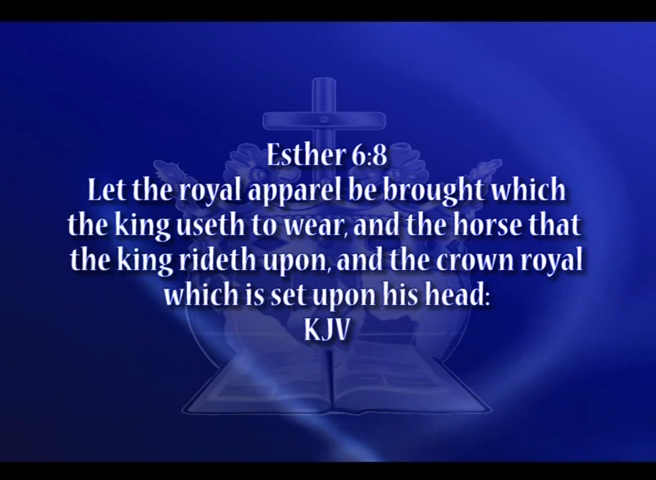 Esther 6:8
Let the royal apparel be brought which
the king useth to wear, and the horse that
the king rideth upon, and the crown royal
which is set upon his head:
KJV